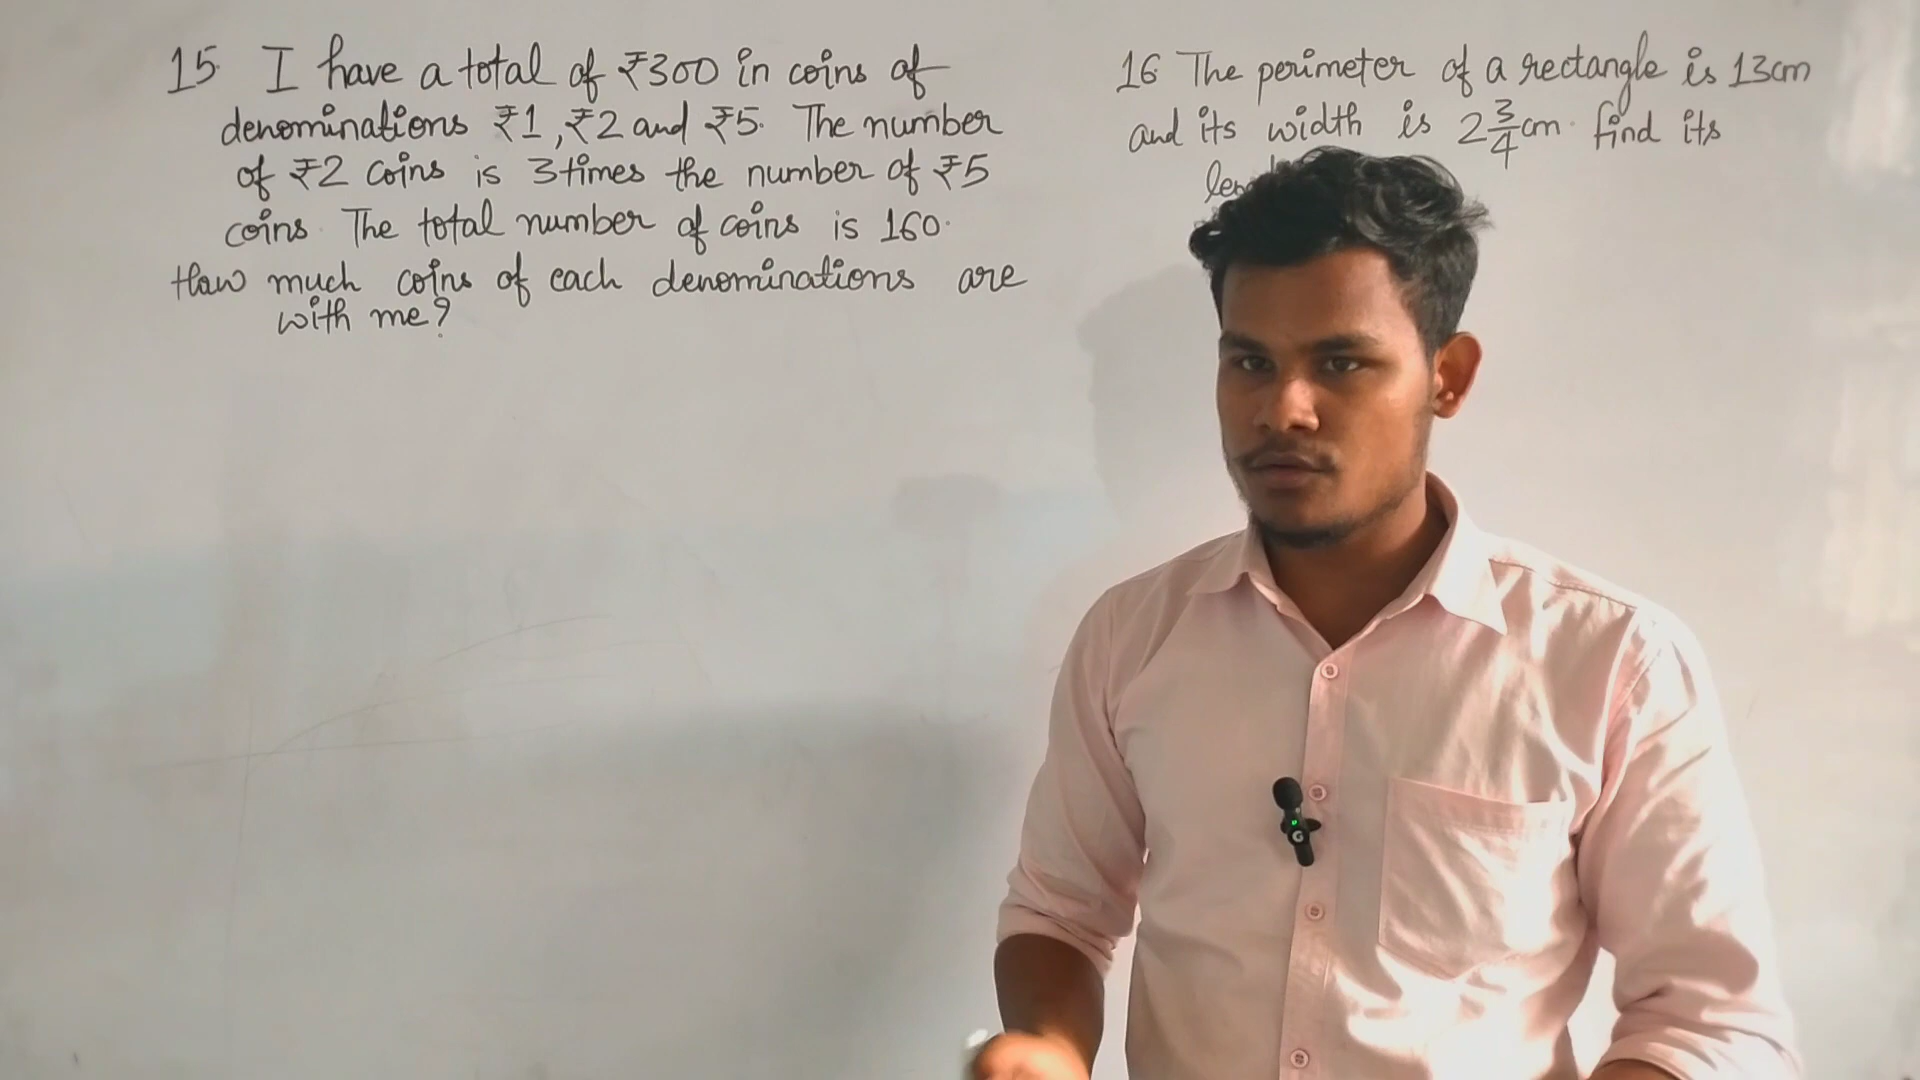 15. I have a total of ₹300 in coins of
denominations ₹1, ₹2 and ₹5. The number
of ₹2 coins is 3 times the number of ₹5
coins. The total number of coins is 160.
How much coins of each denominations are
with me?
16 The perimeter of a rectangle is 13cm
and its width is 2 3/4 cm. find its
G